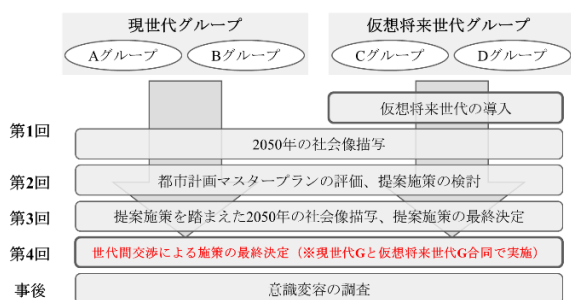 現世代グループ
仮想将来世代グループ
Aグループ
Bグループ
Cグループ
Dグループ
仮想将来世代の導入
第1回
2050年の社会像描写
第2回
都市計画マスタープランの評価、提案施策の検討
第3回
提案施策を踏まえた2050年の社会像描写、提案施策の最終決定
第4回
世代間交渉による施策の最終決定（※現世代Gと仮想将来世代G合同で実施）
事後
意識変容の調査